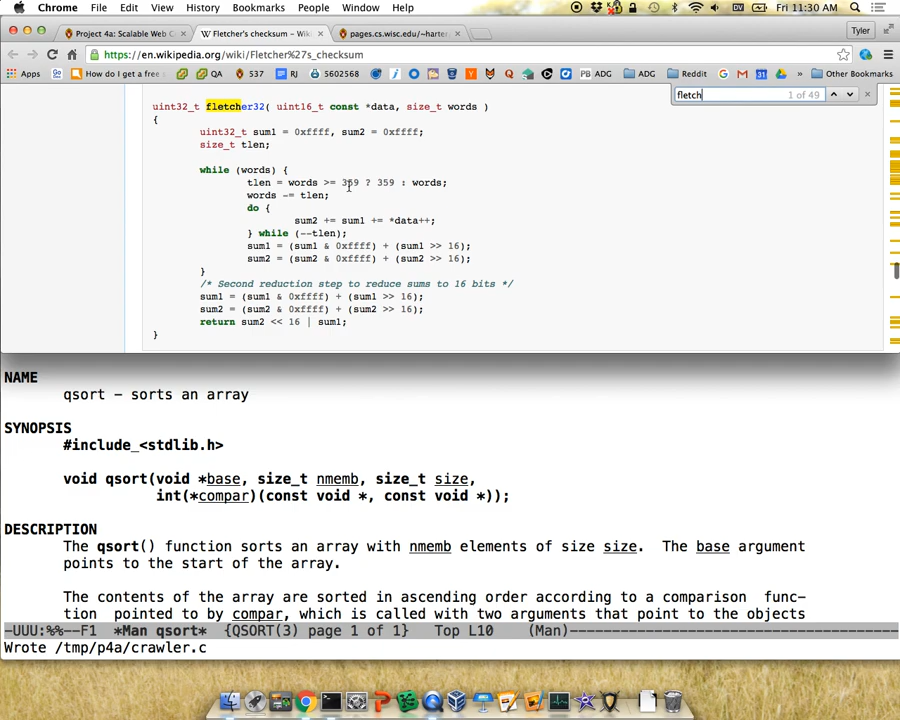 Chrome File Edit View History Bookmarks People Window Help Fri 11:30 AM
Project 4a: Scalable Web C × Fletcher's checksum – Wiki × pages.cs.wisc.edu/~harter × Tyler
https://en.wikipedia.org/wiki/Fletcher%27s_checksum
Apps How do I get a free QA 537 RJ 5602568 PB ADG ADG Reddit » Other Bookmarks
fletch 1 of 49
uint32_t fletcher32( uint16_t const *data, size_t words )
{
uint32_t sum1 = 0xffff, sum2 = 0xffff;
size_t tlen;
while (words) {
tlen = words >= 359 ? 359 : words;
words -= tlen;
do {
sum2 += sum1 += *data++;
} while (--tlen);
sum1 = (sum1 & 0xffff) + (sum1 >> 16);
sum2 = (sum2 & 0xffff) + (sum2 >> 16);
}
/* Second reduction step to reduce sums to 16 bits */
sum1 = (sum1 & 0xffff) + (sum1 >> 16);
sum2 = (sum2 & 0xffff) + (sum2 >> 16);
return sum2 << 16 | sum1;
}
NAME
qsort – sorts an array
SYNOPSIS
#include <stdlib.h>
void qsort(void *base, size_t nmemb, size_t size,
int(*compar)(const void *, const void *));
DESCRIPTION
The qsort() function sorts an array with nmemb elements of size size. The base argument
points to the start of the array.
The contents of the array are sorted in ascending order according to a comparison func-
tion pointed to by compar, which is called with two arguments that point to the objects
-UUU:%%--F1 *Man qsort* {QSORT(3) page 1 of 1} Top L10 (Man)
Wrote /tmp/p4a/crawler.c